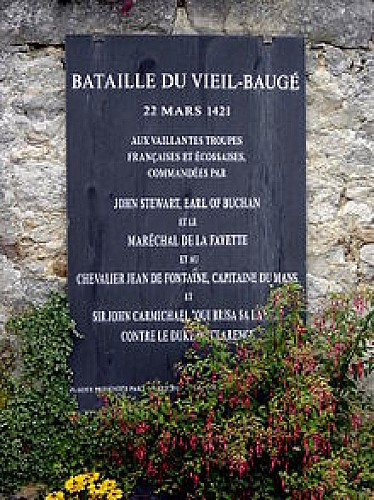 BATAILLE DU VIEIL-BAUGÉ
22 MARS 1421
AUX VAILLANTES TROUPES
FRANÇAISES ET ÉCOSSAISES,
COMMANDÉES PAR
JOHN STEWART, EARL OF BUCHAN
ET LE
MARÉCHAL DE LA FAYETTE
ET AU
CHEVALIER JEAN DE FONTAINE, CAPITAINE DU MANS
ET
SIR JOHN CARMICHAEL "QUI BRISA SA
CONTRE LE DUKE CLARENCE